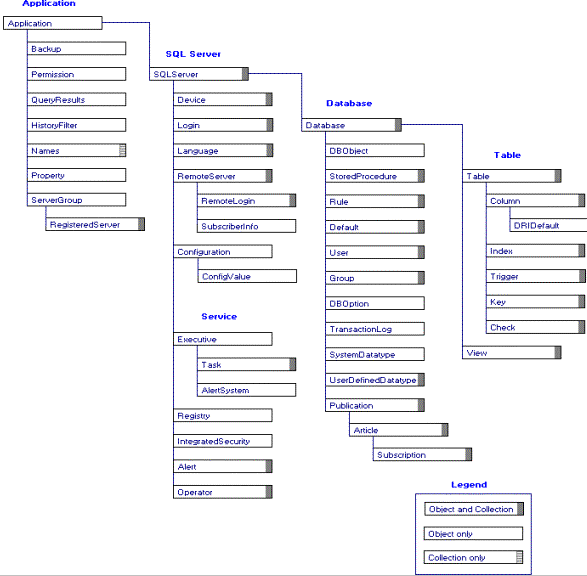 Application
Application
Backup
Permission
QueryResults
HistoryFilter
Names
Property
ServerGroup
RegisteredServer
SQL Server
SQLServer
Device
Login
Language
RemoteServer
RemoteLogin
SubscriberInfo
Configuration
ConfigValue
Service
Executive
Task
AlertSystem
Registry
IntegratedSecurity
Alert
Operator
Database
Database
DBObject
StoredProcedure
Rule
Default
User
Group
DBOption
TransactionLog
SystemDatatype
UserDefinedDatatype
Publication
Article
Subscription
Table
Table
Column
DRIDefault
Index
Trigger
Key
Check
View
Legend
Object and Collection
Object only
Collection only